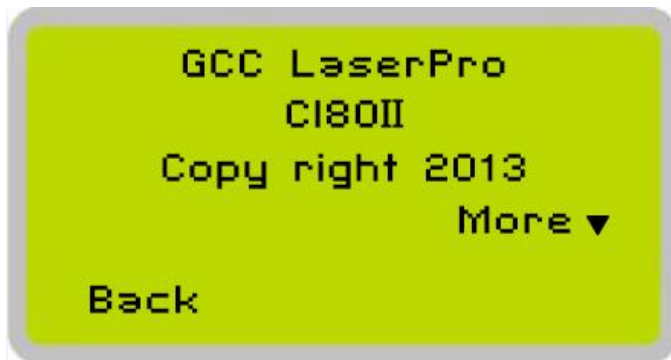 GCC LaserPro
C180II
Copy right 2013
More ▼
Back